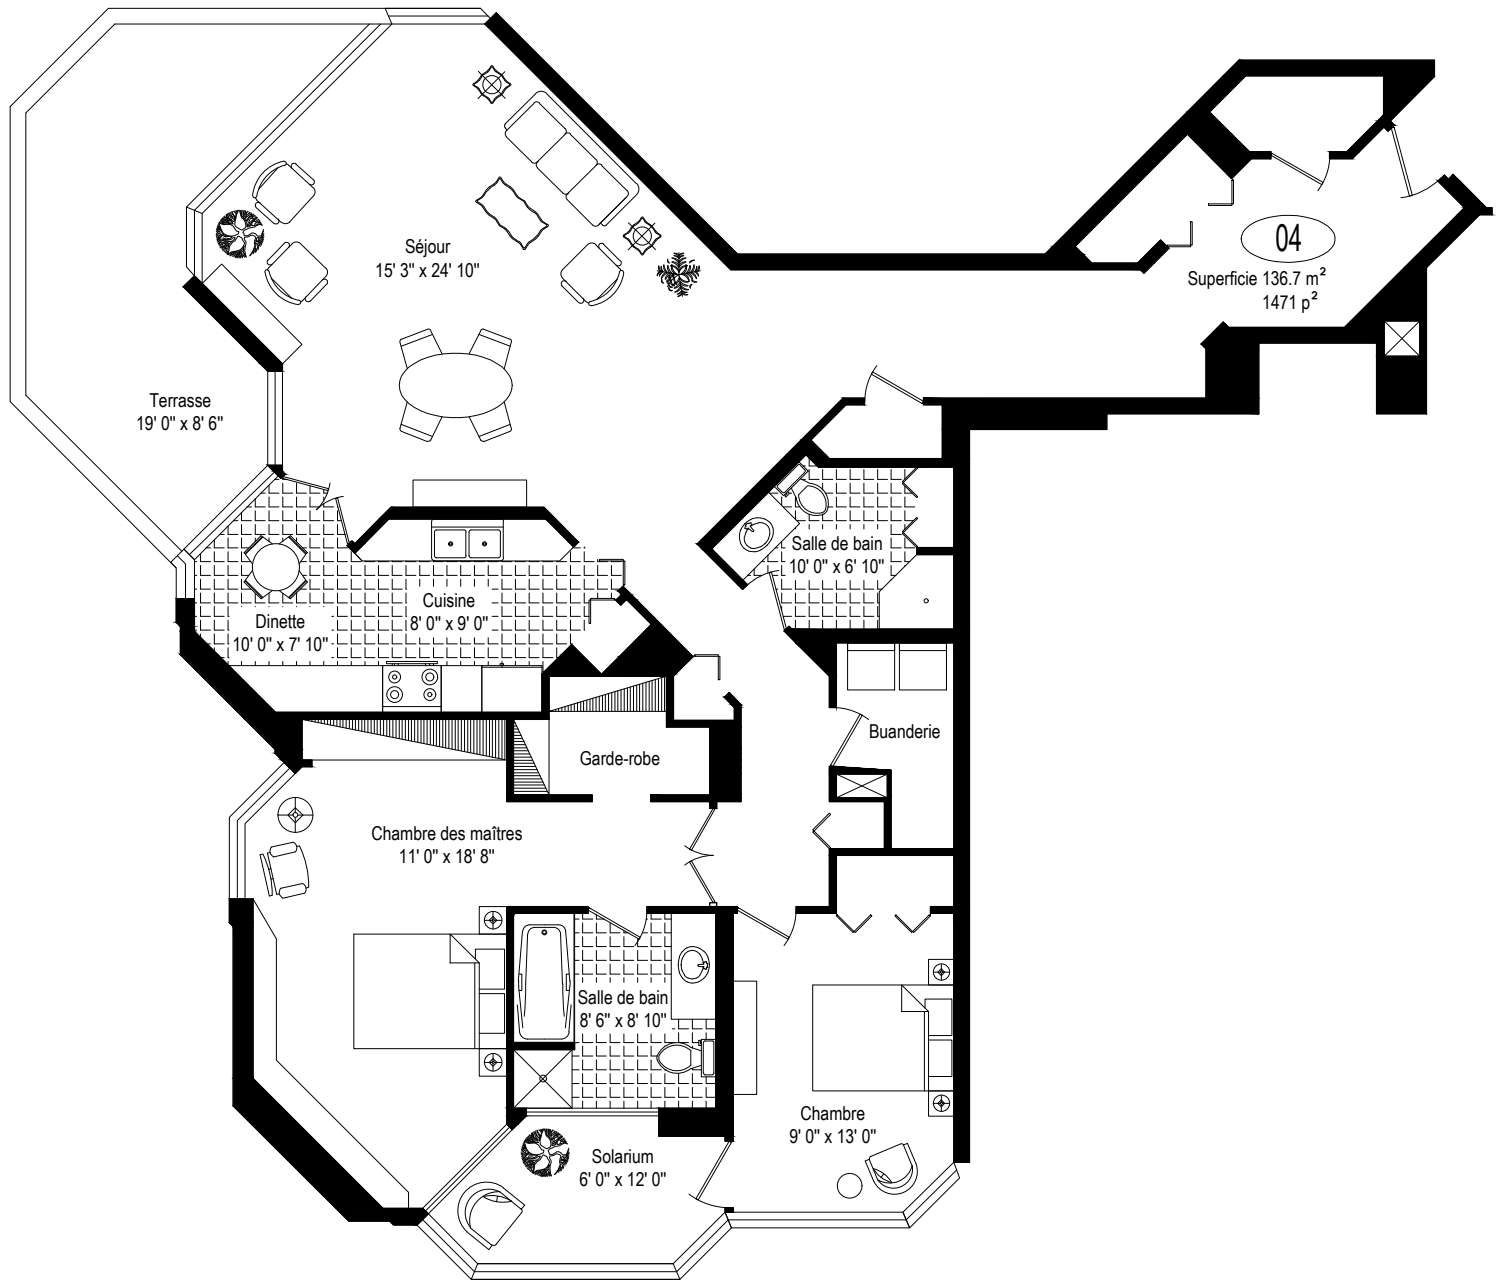 Séjour
15' 3" x 24' 10"
04
Superficie 136.7 m²
1471 p²
Terrasse
19' 0" x 8' 6"
Salle de bain
10' 0" x 6' 10"
Cuisine
8' 0" x 9' 0"
Dinette
10' 0" x 7' 10"
Buanderie
Garde-robe
Chambre des maîtres
11' 0" x 18' 8"
Salle de bain
8' 6" x 8' 10"
Chambre
9' 0" x 13' 0"
Solarium
6' 0" x 12' 0"